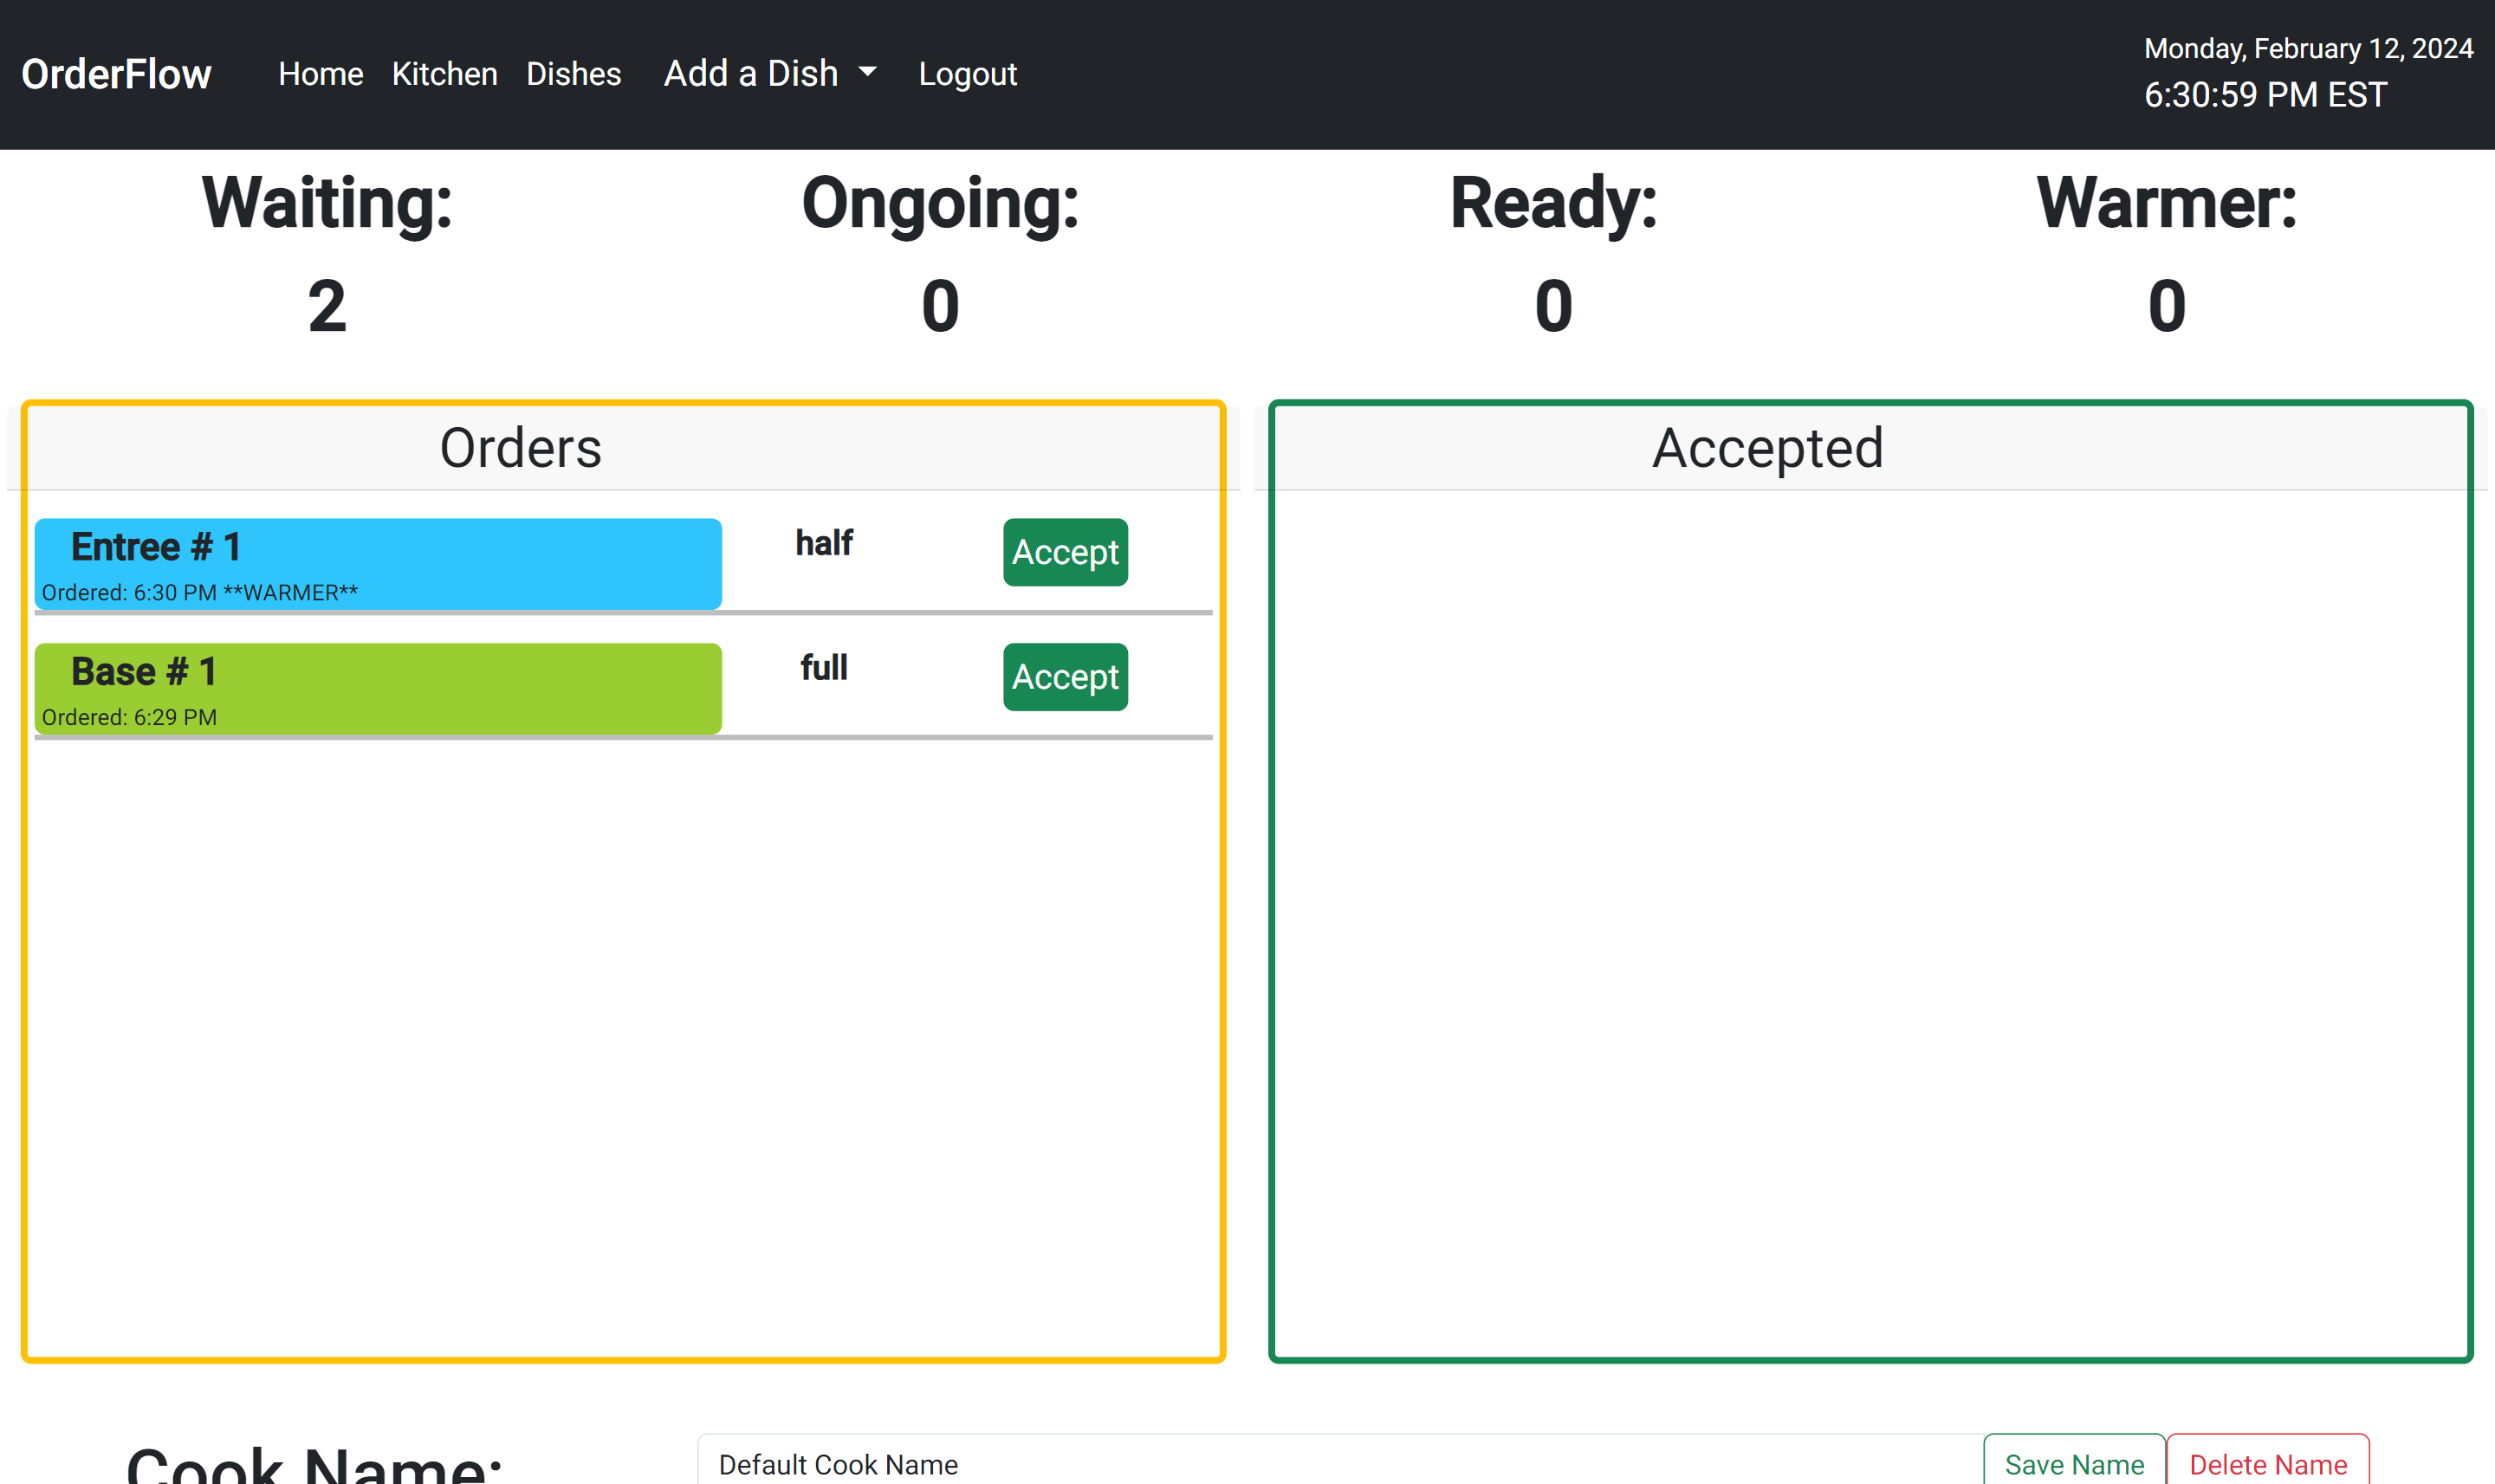 OrderFlow Home Kitchen Dishes Add a Dish Logout
Monday, February 12, 2024
6:30:59 PM EST
Waiting: Ongoing: Ready: Warmer:
2 0 0 0
Orders
Entree # 1 half Accept
Ordered: 6:30 PM **WARMER**
Base # 1 full Accept
Ordered: 6:29 PM
Accepted
Cook Name: Default Cook Name Save Name Delete Name